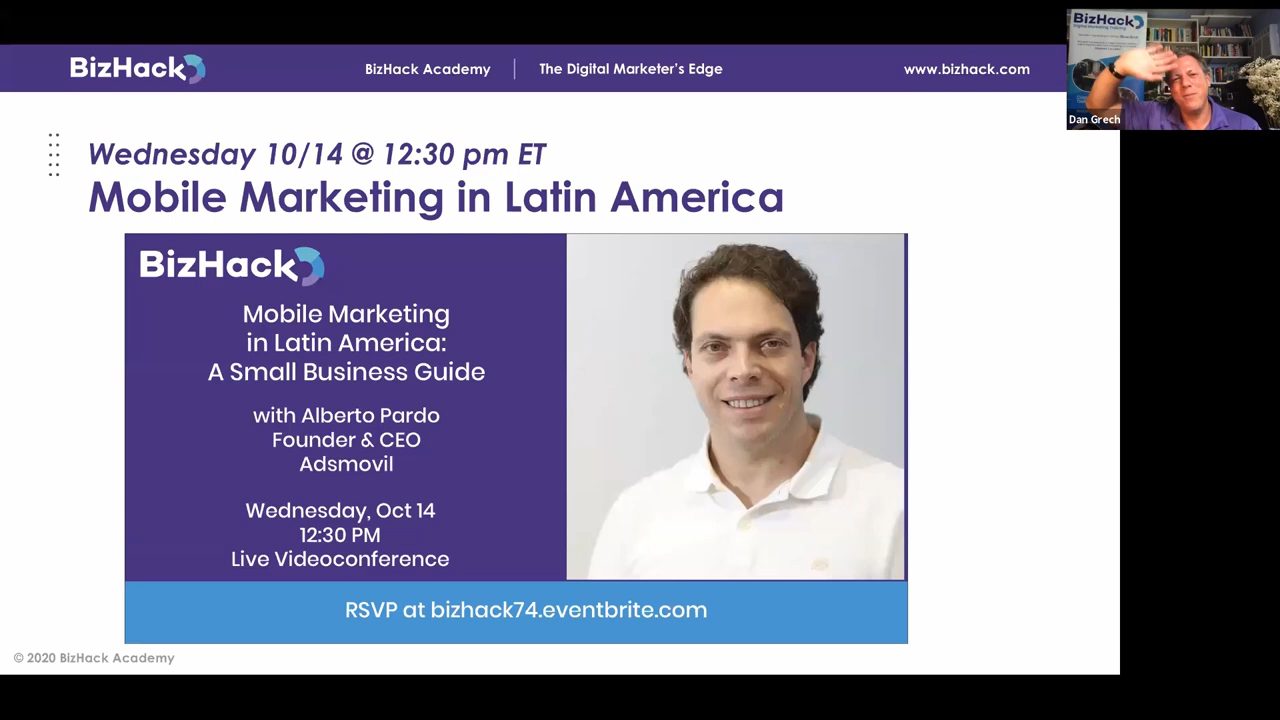 BizHack
BizHack Academy | The Digital Marketer's Edge
www.bizhack.com
BizHack
Dan Grech
Wednesday 10/14 @ 12:30 pm ET
Mobile Marketing in Latin America
BizHack
Mobile Marketing
in Latin America:
A Small Business Guide
with Alberto Pardo
Founder & CEO
Adsmovil
Wednesday, Oct 14
12:30 PM
Live Videoconference
RSVP at bizhack74.eventbrite.com
© 2020 BizHack Academy